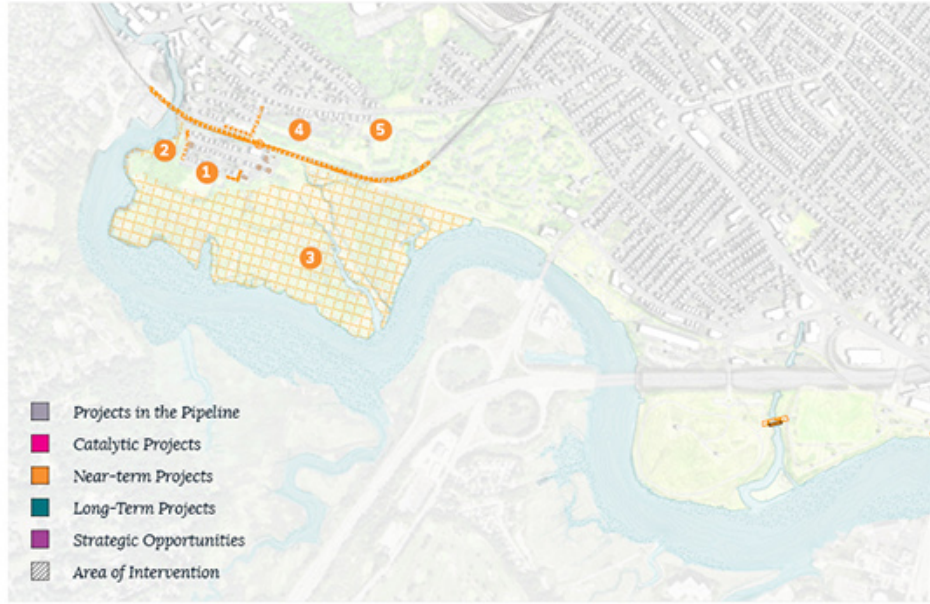 4
5
2
1
3
Projects in the Pipeline
Catalytic Projects
Near-term Projects
Long-Term Projects
Strategic Opportunities
Area of Intervention